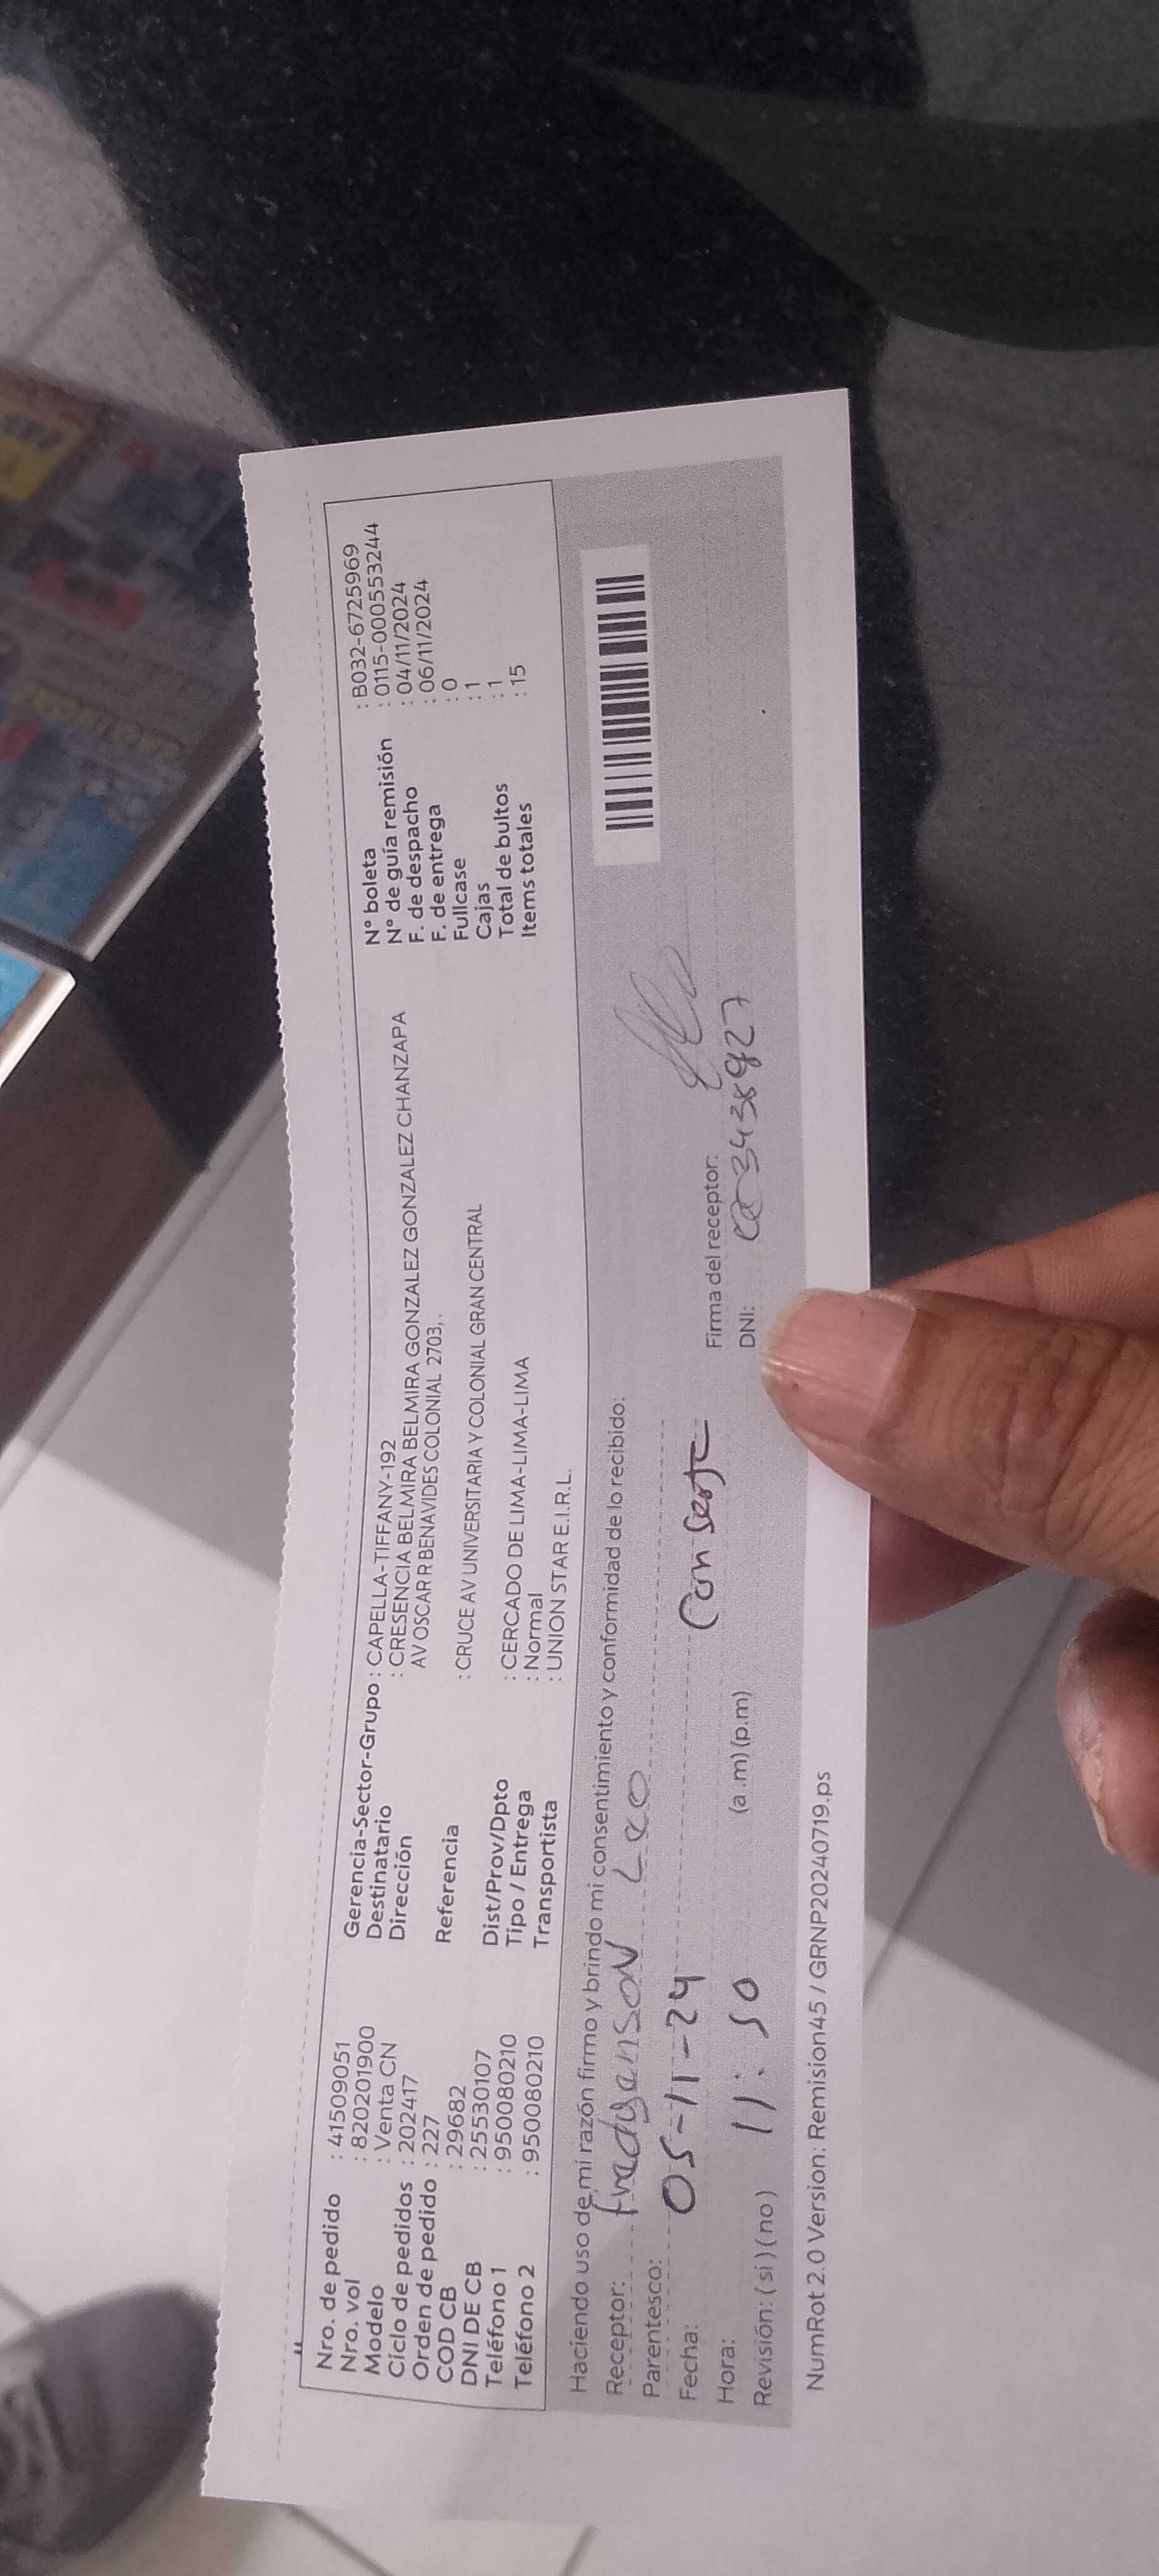 Nro. de pedido : 41509051
Nro. vol : 820201900
Modelo : Venta CN
Ciclo de pedidos : 202417
Orden de pedido : 227
COD CB : 29682
DNI DE CB : 25530107
Teléfono 1 : 950080210
Teléfono 2 : 950080210
Gerencia-Sector-Grupo : CAPELLA-TIFFANY-192
Destinatario : CRESENCIA BELMIRA BELMIRA GONZALEZ GONZALEZ CHANZAPA
Dirección AV OSCAR R BENAVIDES COLONIAL 2703, .
Referencia : CRUCE AV UNIVERSITARIA Y COLONIAL GRAN CENTRAL
Dist/Prov/Dpto : CERCADO DE LIMA-LIMA-LIMA
Tipo / Entrega : Normal
Transportista : UNION STAR E.I.R.L.
N° boleta : B032-6725969
N° de guía remisión : 0115-000553244
F. de despacho : 04/11/2024
F. de entrega : 06/11/2024
Fullcase : 0
Cajas : 1
Total de bultos : 1
Items totales : 15
Haciendo uso de mi razón firmo y brindo mi consentimiento y conformidad de lo recibido:
Receptor:
Parentesco:
Fecha: 05-11-24
Conserje
Firma del receptor:
Hora: 11:50 (a.m) (p.m)
DNI:
Revisión: ( si ) ( no )
NumRot 2.0 Version: Remision45 / GRNP20240719.ps